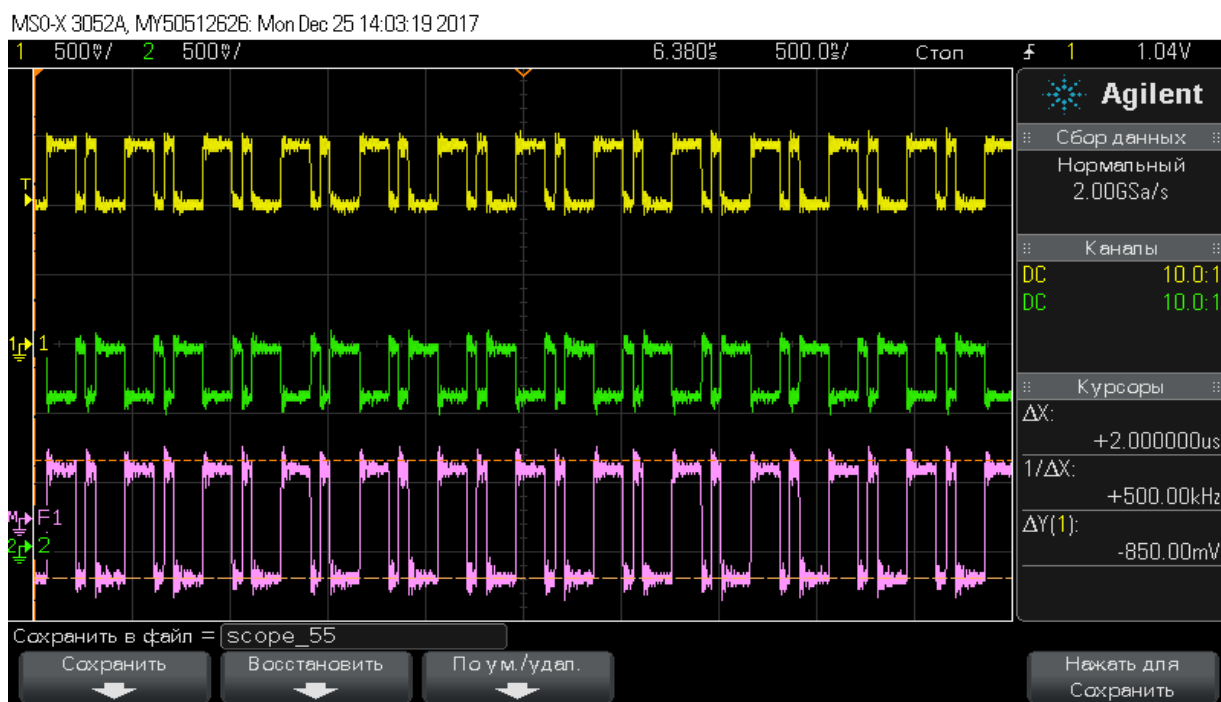 MSO-X 3052A, MY50512626: Mon Dec 25 14:03:19 2017
1 500mV/ 2 500mV/ 6.380us 500.0ns/ Стоп 1 1.04V
Agilent
Сбор данных
Нормальный
2.00GSa/s
Каналы
DC 10.0:1
DC 10.0:1
Курсоры
ΔX:
+2.000000us
1/ΔX:
+500.00kHz
ΔY(1):
-850.00mV
T
1 1
M F1
2 2
Сохранить в файл = scope_55
Сохранить
Восстановить
По ум./удал.
Нажать для
Сохранить